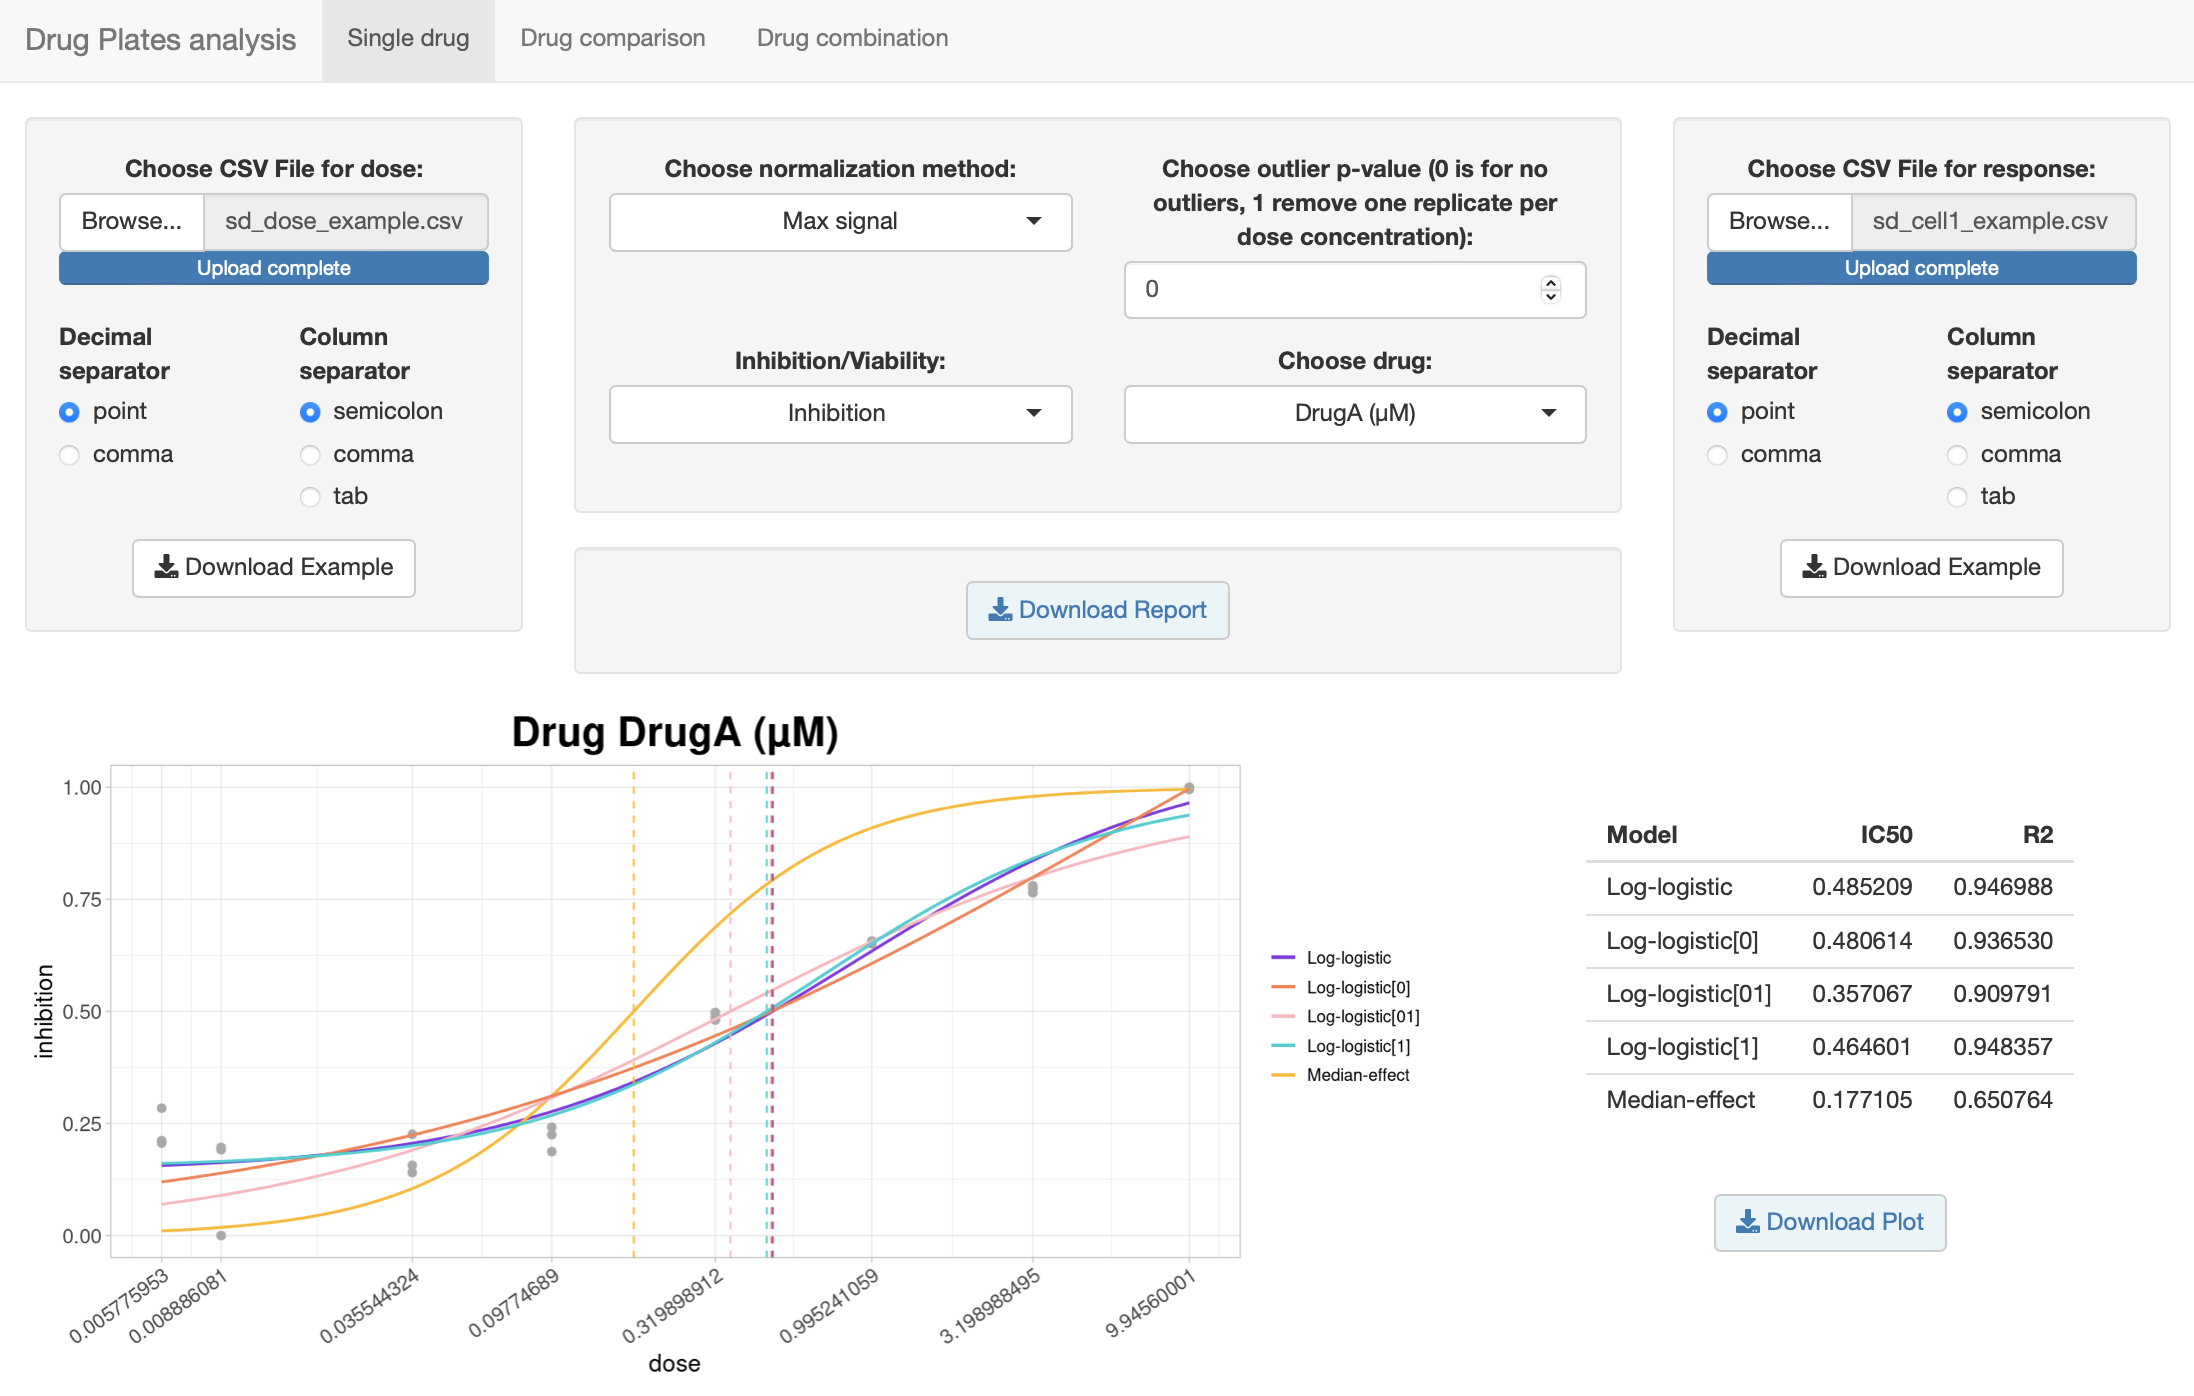 Drug Plates analysis
Single drug
Drug comparison
Drug combination
Choose CSV File for dose:
Browse...
sd_dose_example.csv
Upload complete
Decimal
separator
point
comma
Column
separator
semicolon
comma
tab
Download Example
Choose normalization method:
Max signal
Choose outlier p-value (0 is for no
outliers, 1 remove one replicate per
dose concentration):
0
Inhibition/Viability:
Inhibition
Choose drug:
DrugA (µM)
Download Report
Choose CSV File for response:
Browse...
sd_cell1_example.csv
Upload complete
Decimal
separator
point
comma
Column
separator
semicolon
comma
tab
Download Example
Drug DrugA (µM)
inhibition
1.00
0.75
0.50
0.25
0.00
0.005775953
0.008886081
0.035544324
0.09774689
0.319898912
0.995241059
3.198988495
9.94560001
dose
Log-logistic
Log-logistic[0]
Log-logistic[01]
Log-logistic[1]
Median-effect
Model IC50 R2
Log-logistic 0.485209 0.946988
Log-logistic[0] 0.480614 0.936530
Log-logistic[01] 0.357067 0.909791
Log-logistic[1] 0.464601 0.948357
Median-effect 0.177105 0.650764
Download Plot